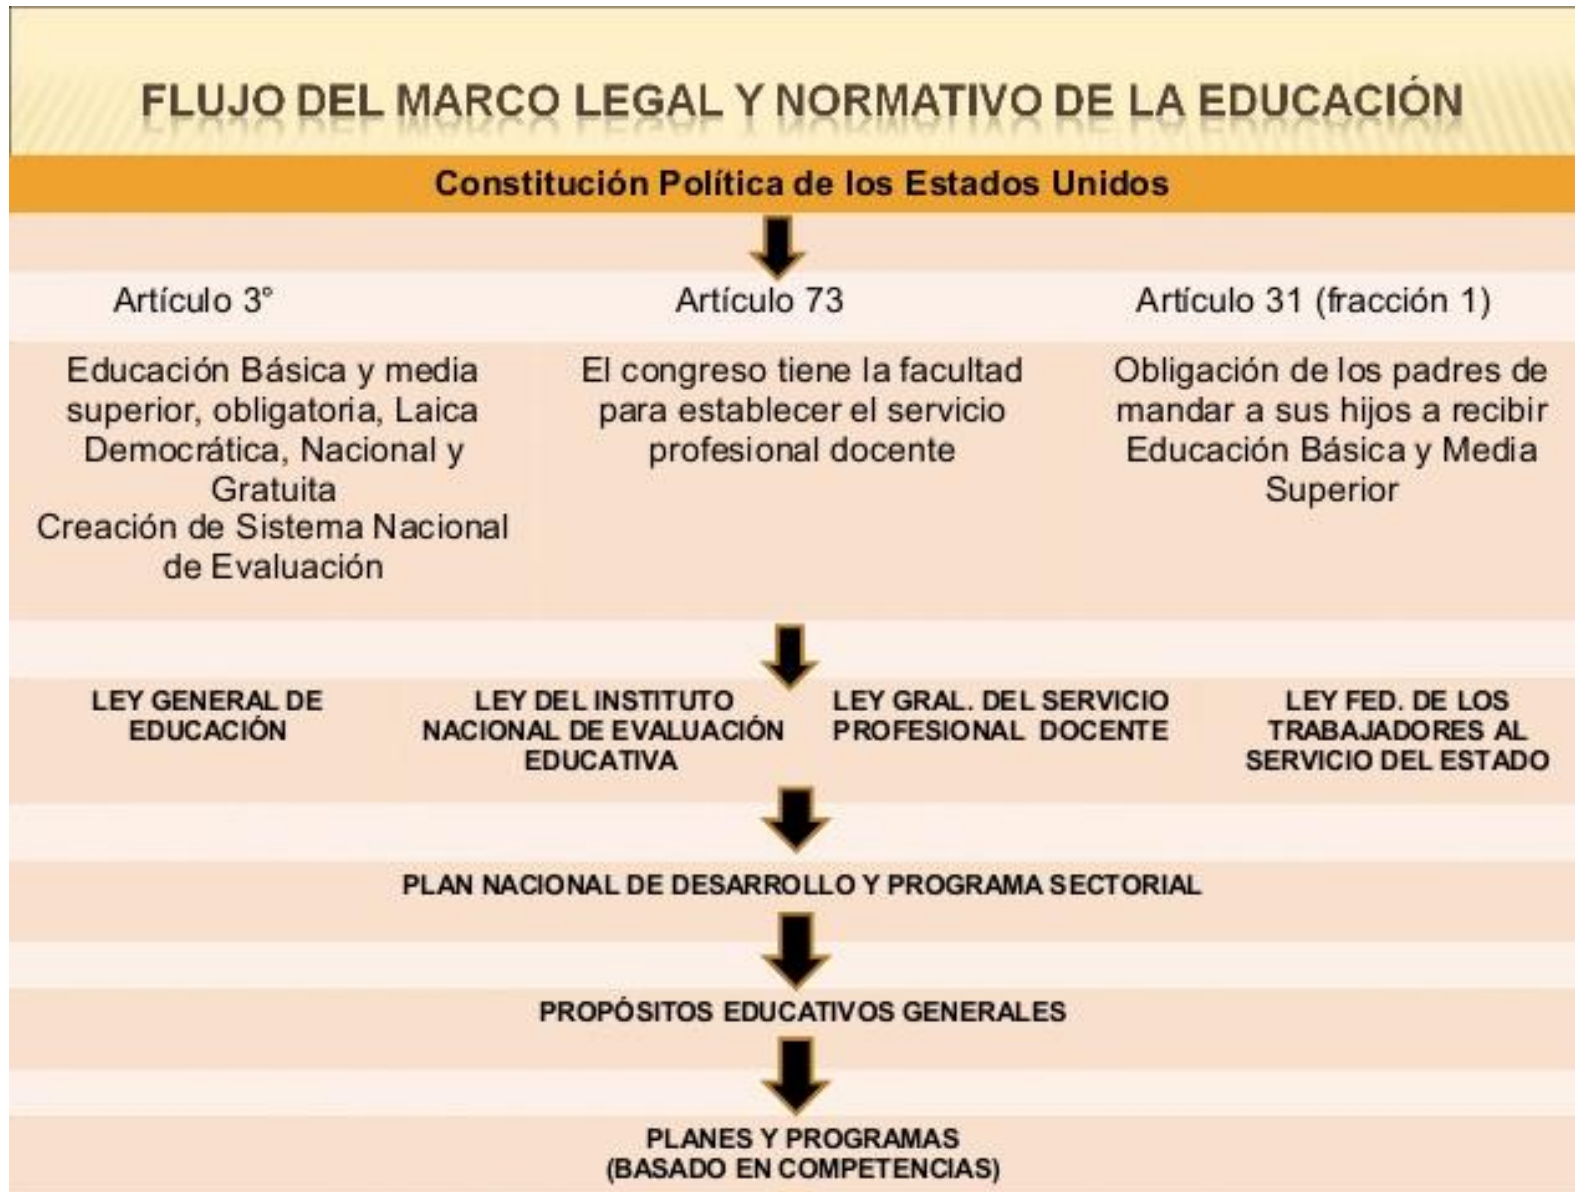 FLUJO DEL MARCO LEGAL Y NORMATIVO DE LA EDUCACIÓN
Constitución Política de los Estados Unidos
Artículo 3°
Educación Básica y media
superior, obligatoria, Laica
Democrática, Nacional y
Gratuita
Creación de Sistema Nacional
de Evaluación
Artículo 73
El congreso tiene la facultad
para establecer el servicio
profesional docente
Artículo 31 (fracción 1)
Obligación de los padres de
mandar a sus hijos a recibir
Educación Básica y Media
Superior
LEY GENERAL DE
EDUCACIÓN
LEY DEL INSTITUTO
NACIONAL DE EVALUACIÓN
EDUCATIVA
LEY GRAL. DEL SERVICIO
PROFESIONAL DOCENTE
LEY FED. DE LOS
TRABAJADORES AL
SERVICIO DEL ESTADO
PLAN NACIONAL DE DESARROLLO Y PROGRAMA SECTORIAL
PROPÓSITOS EDUCATIVOS GENERALES
PLANES Y PROGRAMAS
(BASADO EN COMPETENCIAS)